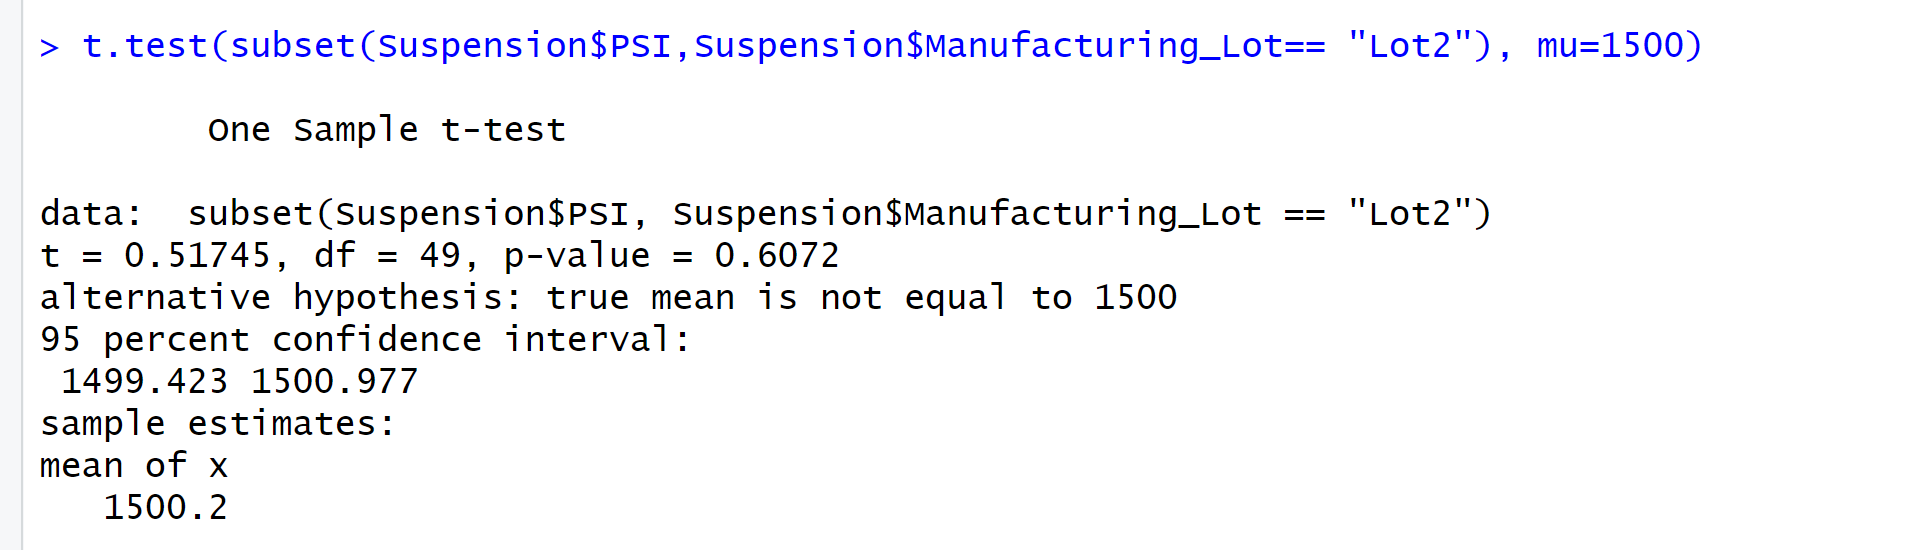 > t.test(subset(Suspension$PSI,Suspension$Manufacturing_Lot== "Lot2"), mu=1500)
One Sample t-test
data:  subset(Suspension$PSI, Suspension$Manufacturing_Lot == "Lot2")
t = 0.51745, df = 49, p-value = 0.6072
alternative hypothesis: true mean is not equal to 1500
95 percent confidence interval:
1499.423 1500.977
sample estimates:
mean of x
1500.2